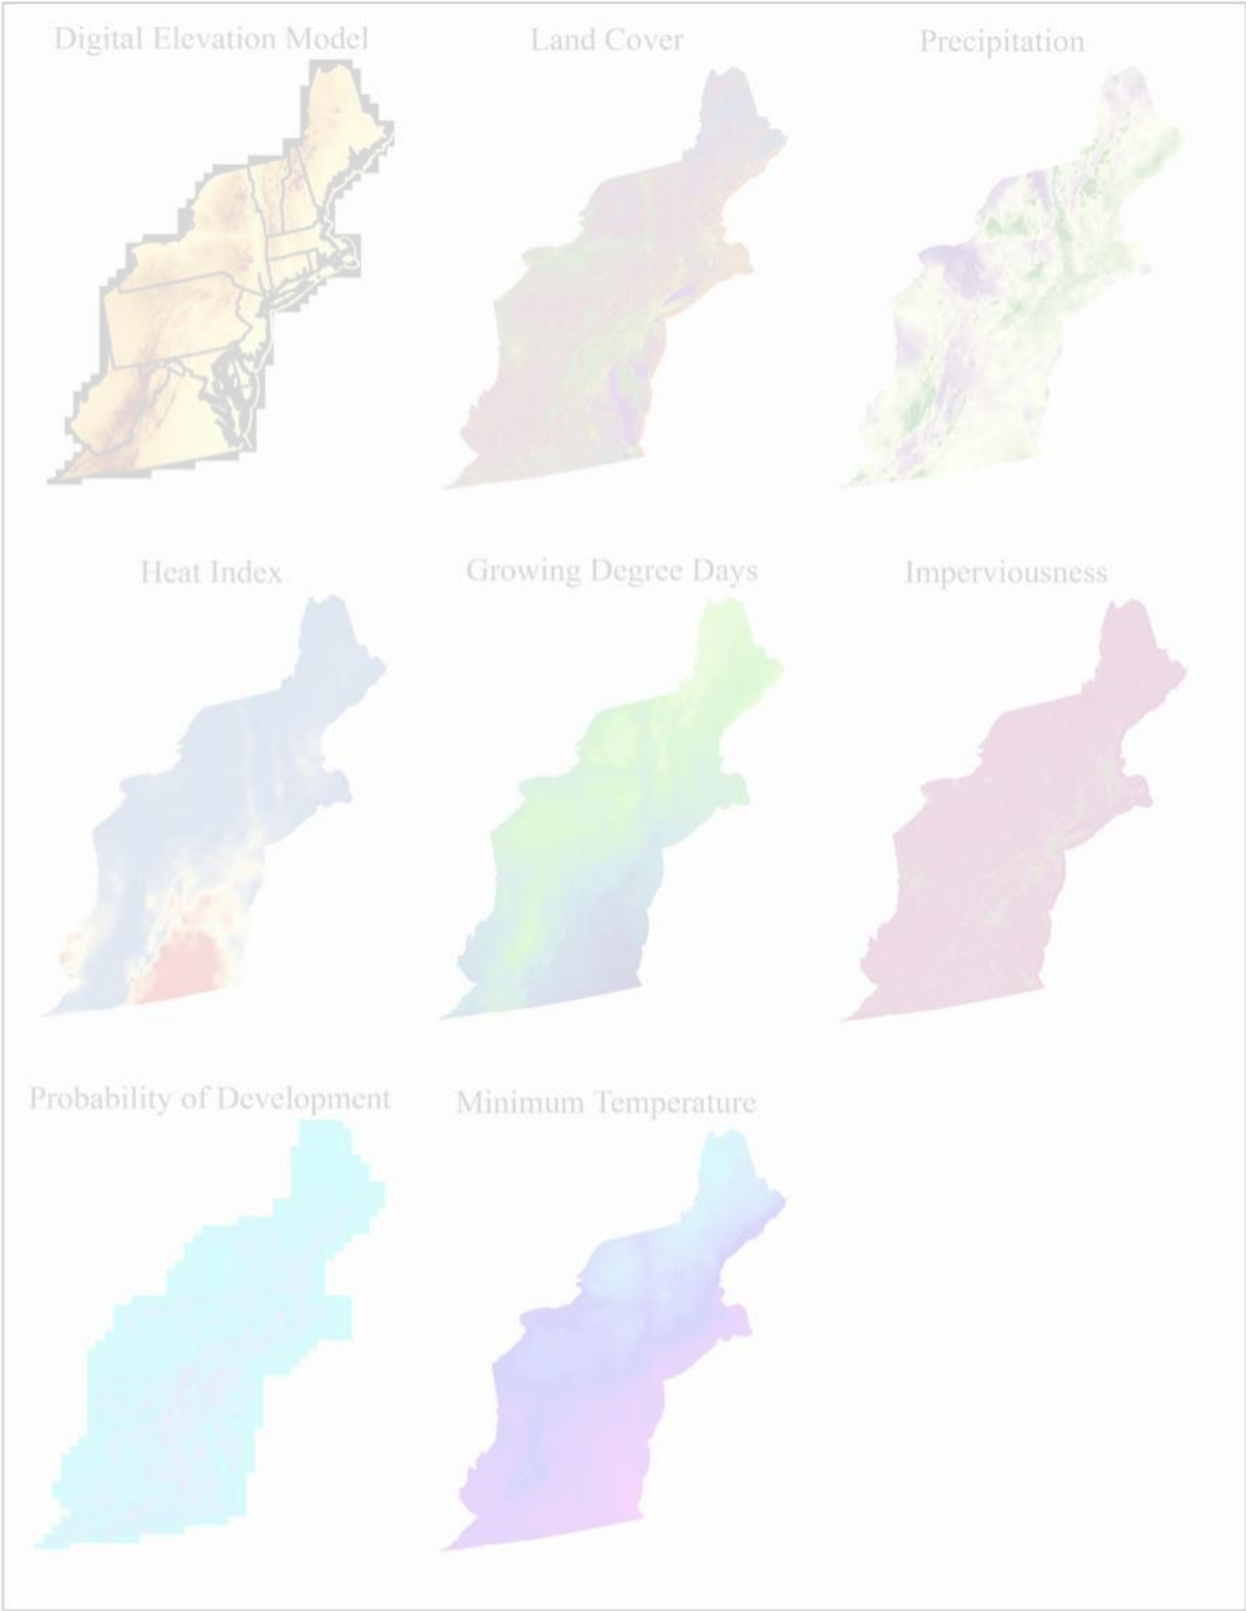 Digital Elevation Model
Land Cover
Precipitation
Heat Index
Growing Degree Days
Imperviousness
Probability of Development
Minimum Temperature